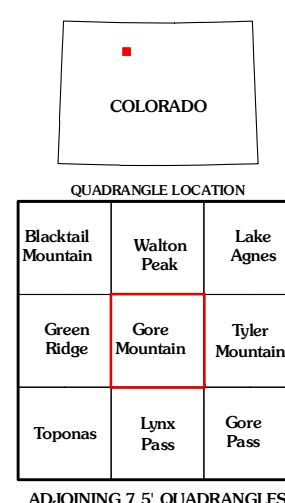 COLORADO
QUADRANGLE LOCATION
Blacktail
Mountain
Walton
Peak
Lake
Agnes
Green
Ridge
Gore
Mountain
Tyler
Mountain
Toponas
Lynx
Pass
Gore
Pass
ADJOINING 7.5' QUADRANGLES